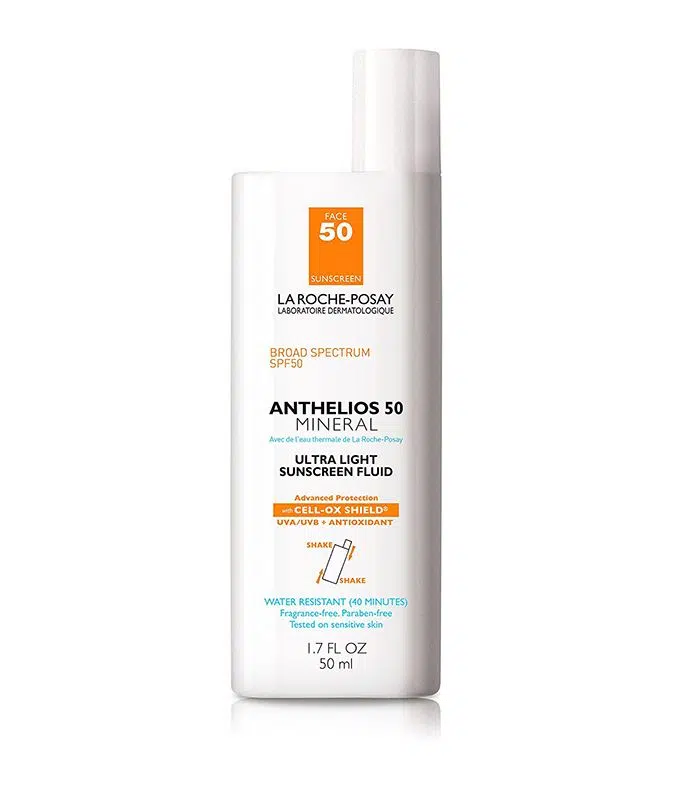 FACE
50
SUNSCREEN
LA ROCHE-POSAY
LABORATOIRE DERMATOLOGIQUE
BROAD SPECTRUM
SPF50
ANTHELIOS 50
MINERAL
Avec de l'eau thermale de La Roche-Posay
ULTRA LIGHT
SUNSCREEN FLUID
Advanced Protection
with CELL-OX SHIELD®
UVA/UVB + ANTIOXIDANT
SHAKE
SHAKE
WATER RESISTANT (40 MINUTES)
Fragrance-free. Paraben-free
Tested on sensitive skin
1.7 FL OZ
50 ml